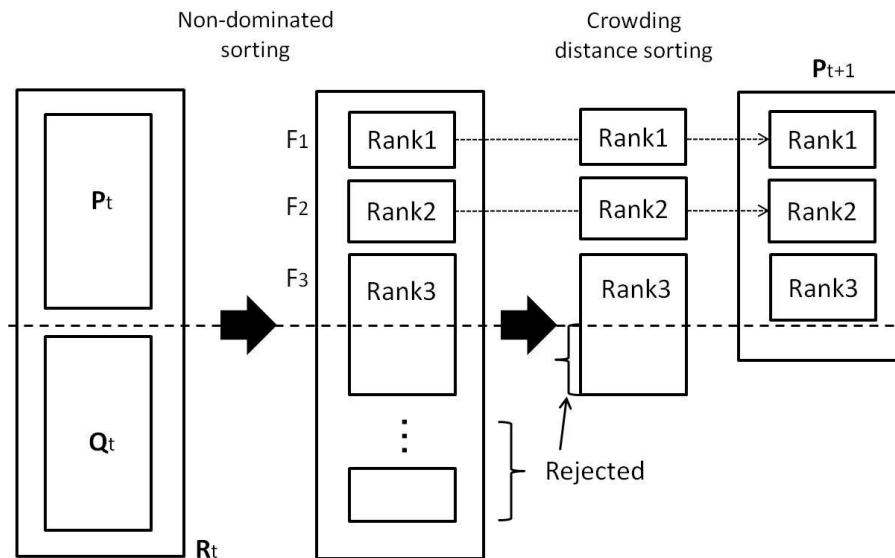 Non-dominated
sorting
Crowding
distance sorting
Pt+1
F1
Rank1
Rank1
Rank1
Pt
F2
Rank2
Rank2
Rank2
F3
Rank3
Rank3
Rank3
Qt
⋮
Rejected
Rt